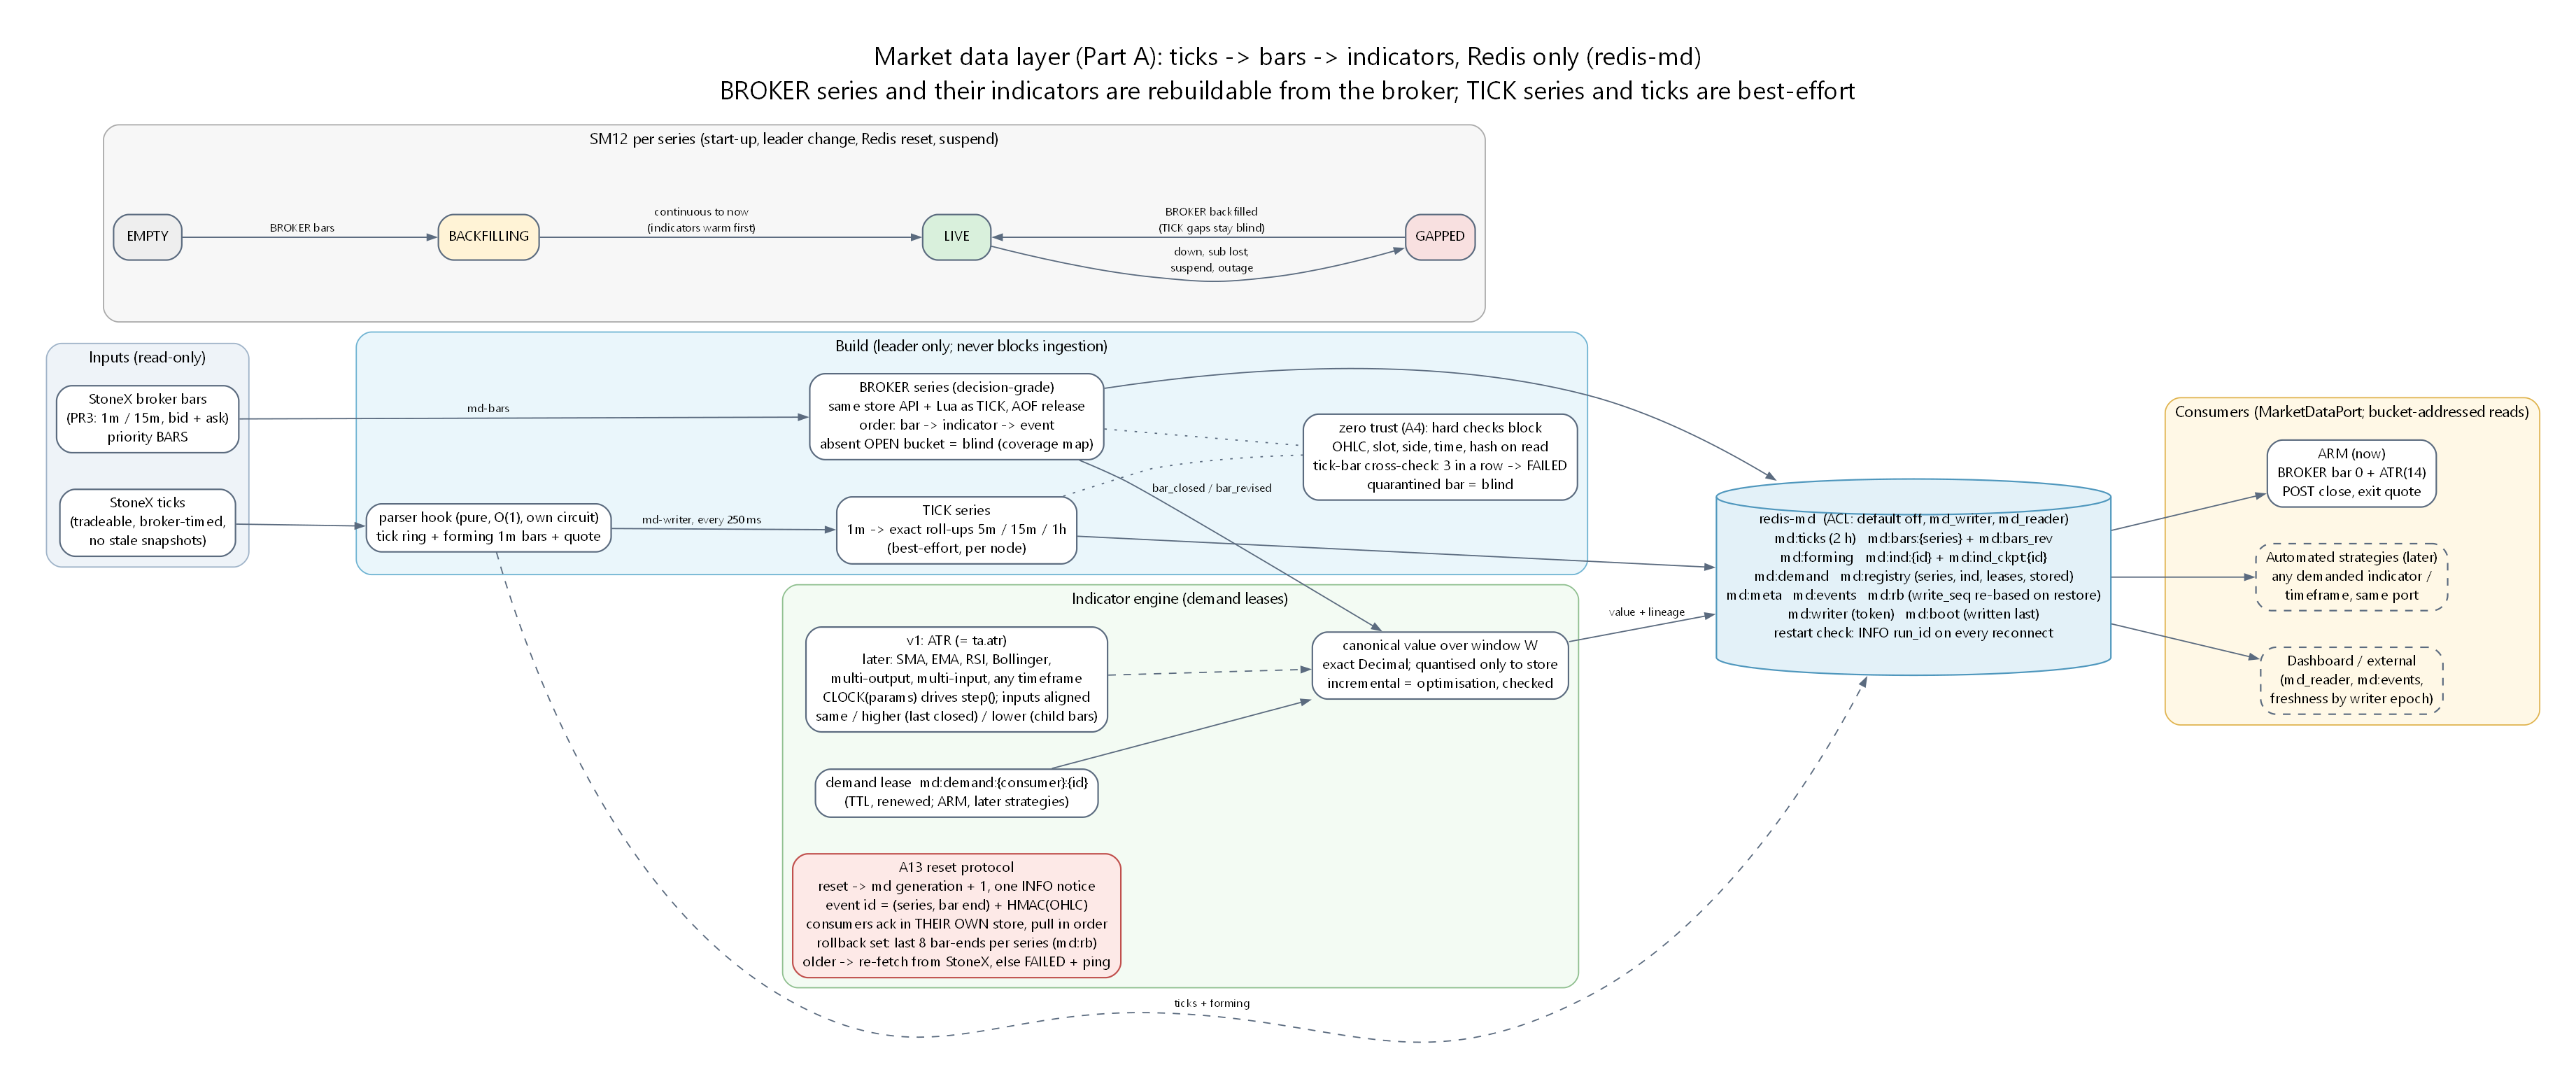 Market data layer (Part A): ticks -> bars -> indicators, Redis only (redis-md)
BROKER series and their indicators are rebuildable from the broker; TICK series and ticks are best-effort
SM12 per series (start-up, leader change, Redis reset, suspend)
EMPTY
BROKER bars
BACKFILLING
continuous to now
(indicators warm first)
LIVE
BROKER backfilled
(TICK gaps stay blind)
down, sub lost,
suspend, outage
GAPPED
Inputs (read-only)
StoneX broker bars
(PR3: 1m / 15m, bid + ask)
priority BARS
StoneX ticks
(tradeable, broker-timed,
no stale snapshots)
Build (leader only; never blocks ingestion)
md-bars
BROKER series (decision-grade)
same store API + Lua as TICK, AOF release
order: bar -> indicator -> event
absent OPEN bucket = blind (coverage map)
zero trust (A4): hard checks block
OHLC, slot, side, time, hash on read
tick-bar cross-check: 3 in a row -> FAILED
quarantined bar = blind
parser hook (pure, O(1), own circuit)
tick ring + forming 1m bars + quote
md-writer, every 250 ms
TICK series
1m -> exact roll-ups 5m / 15m / 1h
(best-effort, per node)
bar_closed / bar_revised
Indicator engine (demand leases)
v1: ATR (= ta.atr)
later: SMA, EMA, RSI, Bollinger,
multi-output, multi-input, any timeframe
CLOCK(params) drives step(); inputs aligned
same / higher (last closed) / lower (child bars)
canonical value over window W
exact Decimal; quantised only to store
incremental = optimisation, checked
demand lease  md:demand:{consumer}:{id}
(TTL, renewed; ARM, later strategies)
A13 reset protocol
reset -> md generation + 1, one INFO notice
event id = (series, bar end) + HMAC(OHLC)
consumers ack in THEIR OWN store, pull in order
rollback set: last 8 bar-ends per series (md:rb)
older -> re-fetch from StoneX, else FAILED + ping
value + lineage
ticks + forming
redis-md  (ACL: default off, md_writer, md_reader)
md:ticks (2 h)   md:bars:{series} + md:bars_rev
md:forming   md:ind:{id} + md:ind_ckpt:{id}
md:demand   md:registry (series, ind, leases, stored)
md:meta   md:events   md:rb (write_seq re-based on restore)
md:writer (token)   md:boot (written last)
restart check: INFO run_id on every reconnect
Consumers (MarketDataPort; bucket-addressed reads)
ARM (now)
BROKER bar 0 + ATR(14)
POST close, exit quote
Automated strategies (later)
any demanded indicator /
timeframe, same port
Dashboard / external
(md_reader, md:events,
freshness by writer epoch)